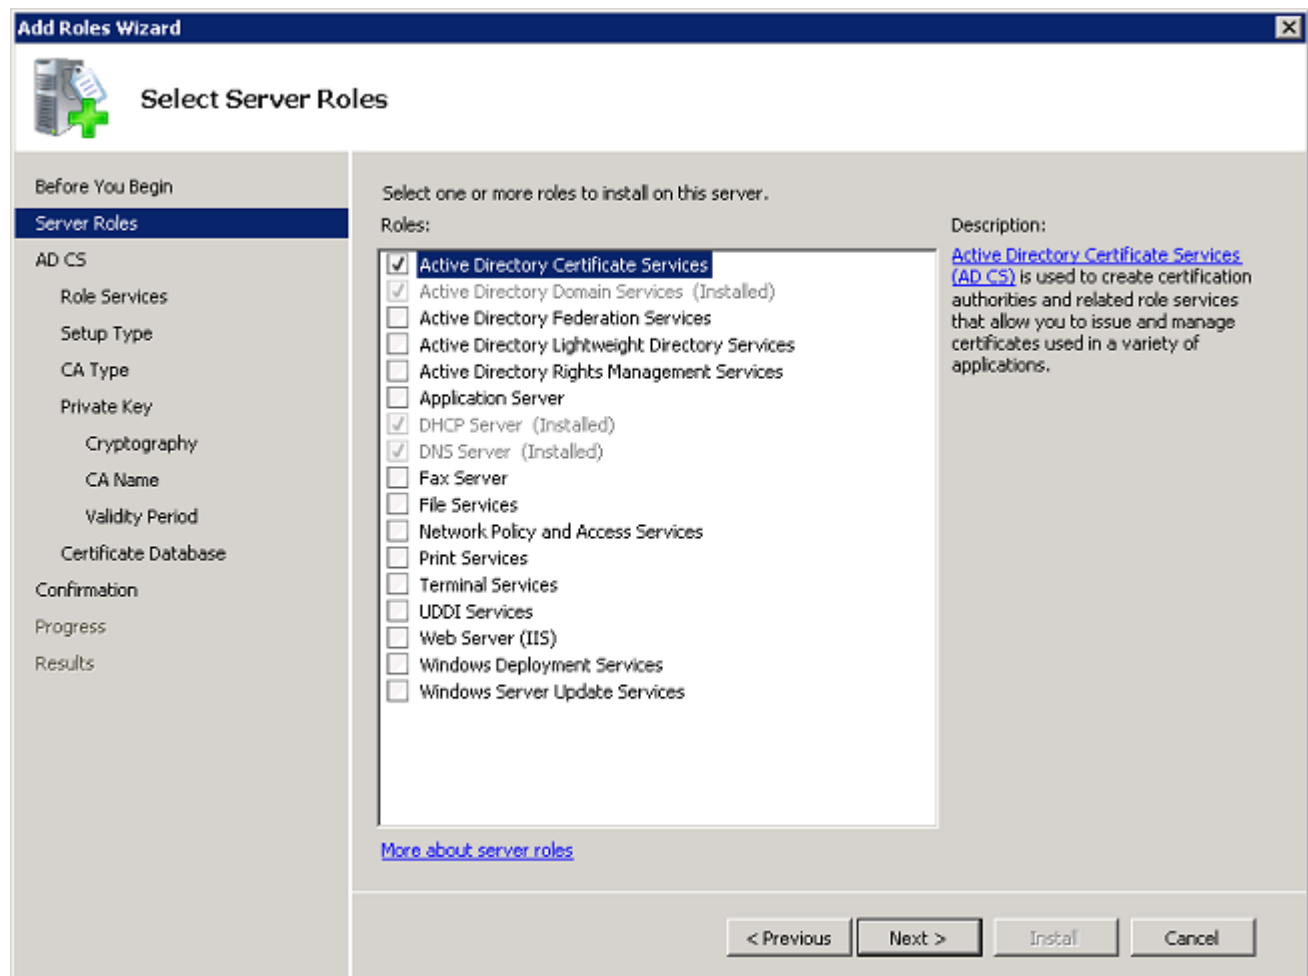 Add Roles Wizard
Select Server Roles
Before You Begin
Server Roles
AD CS
Role Services
Setup Type
CA Type
Private Key
Cryptography
CA Name
Validity Period
Certificate Database
Confirmation
Progress
Results
Select one or more roles to install on this server.
Roles:
Active Directory Certificate Services
Active Directory Domain Services (Installed)
Active Directory Federation Services
Active Directory Lightweight Directory Services
Active Directory Rights Management Services
Application Server
DHCP Server (Installed)
DNS Server (Installed)
Fax Server
File Services
Network Policy and Access Services
Print Services
Terminal Services
UDDI Services
Web Server (IIS)
Windows Deployment Services
Windows Server Update Services
More about server roles
Description:
Active Directory Certificate Services
(AD CS) is used to create certification
authorities and related role services
that allow you to issue and manage
certificates used in a variety of
applications.
< Previous
Next >
Install
Cancel